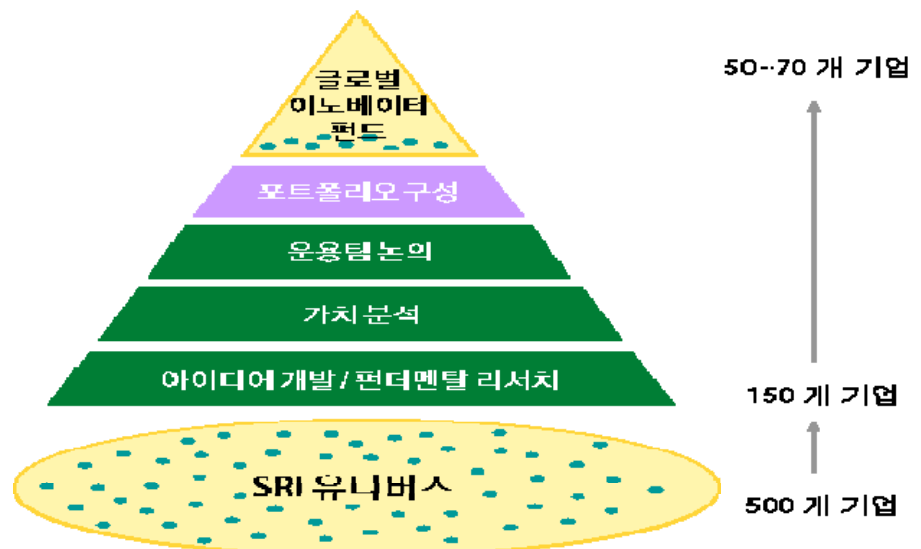 글로벌
이노베이터
펀드
50~70 개 기업
포트폴리오 구성
운용팀 논의
가치 분석
아이디어 개발 / 펀더멘탈 리서치
150 개 기업
SRI 유니버스
500 개 기업